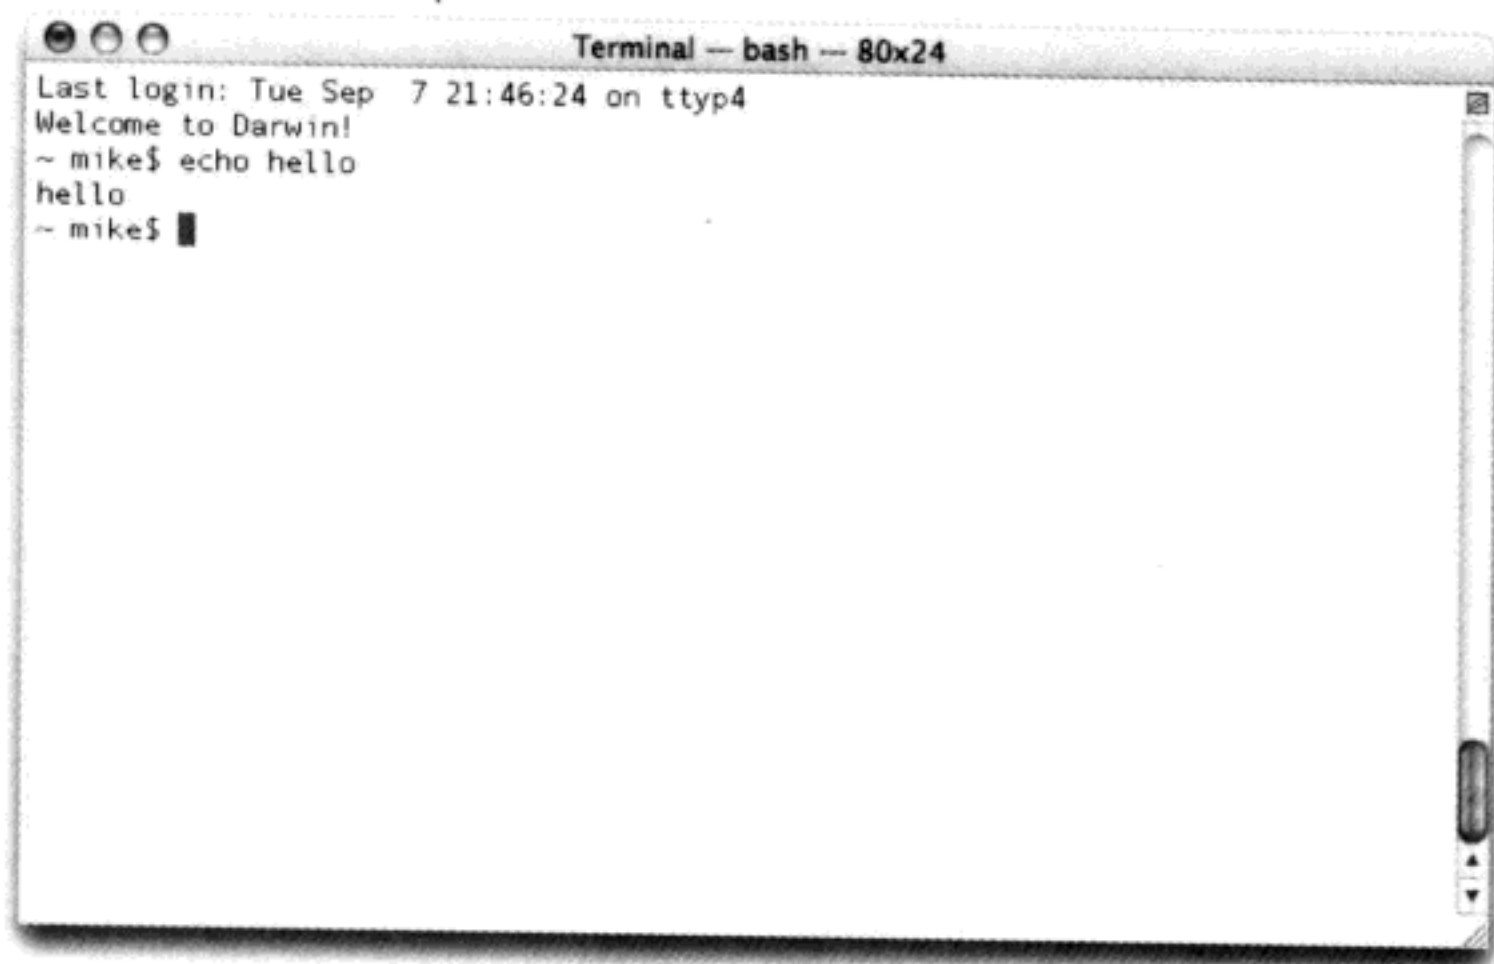 Terminal — bash — 80x24
Last login: Tue Sep  7 21:46:24 on ttyp4
Welcome to Darwin!
~ mike$ echo hello
hello
~ mike$